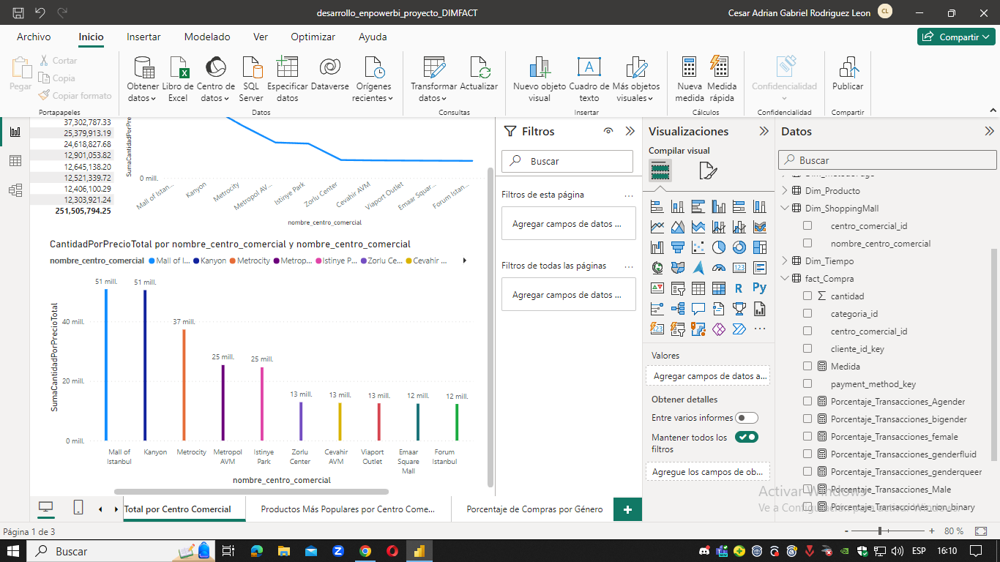 desarrollo_enpowerbi_proyecto_DIMFACT
Cesar Adrian Gabriel Rodriguez Leon
CL
Archivo
Inicio
Insertar
Modelado
Ver
Optimizar
Ayuda
Compartir
Pegar
Cortar
Copia
Copiar formato
Portapapeles
Obtener datos
Libro de Excel
Centro de datos
SQL Server
Especificar datos
Dataverse
Orígenes recientes
Datos
Transformar datos
Actualizar
Consultas
Nuevo objeto visual
Cuadro de texto
Más objetos visuales
Insertar
Nueva medida
Medida rápida
Cálculos
Confidencialidad
Confidencialidad
Publicar
Compartir
37,302,787.33
25,379,913.19
24,618,827.68
12,901,053.82
12,645,138.20
12,521,339.72
12,406,100.29
12,303,921.24
251,505,794.25
SumaCantidadPorPre
0 mill.
Mall of Istan...
Kanyon
Metrocity
Metropol AV...
Istinye Park
Zorlu Center
Cevahir AVM
Viaport Outlet
Emaar Squar...
Forum Istan...
nombre_centro_comercial
CantidadPorPrecioTotal por nombre_centro_comercial y nombre_centro_comercial
nombre_centro_comercial
Mall of I...
Kanyon
Metrocity
Metrop...
Istinye P...
Zorlu Ce...
Cevahir ...
SumaCantidadPorPrecioTotal
40 mill.
20 mill.
0 mill.
51 mill.
51 mill.
37 mill.
25 mill.
25 mill.
13 mill.
13 mill.
13 mill.
12 mill.
12 mill.
Mall of Istanbul
Kanyon
Metrocity
Metropol AVM
Istinye Park
Zorlu Center
Cevahir AVM
Viaport Outlet
Emaar Square Mall
Forum Istanbul
nombre_centro_comercial
Filtros
Buscar
Filtros de esta página
Agregar campos de datos ...
Filtros de todas las páginas
Agregar campos de datos ...
Visualizaciones
Compilar visual
R
Py
123
Valores
Agregar campos de datos a...
Obtener detalles
Entre varios informes
Mantener todos los filtros
Agregue los campos de ob...
Datos
Buscar
Dim_Producto
Dim_ShoppingMall
centro_comercial_id
nombre_centro_comercial
Dim_Tiempo
fact_Compra
cantidad
categoria_id
centro_comercial_id
cliente_id_key
Medida
payment_method_key
Porcentaje_Transacciones_Agender
Porcentaje_Transacciones_bigender
Porcentaje_Transacciones_female
Porcentaje_Transacciones_genderfluid
Porcentaje_Transacciones_genderqueer
Porcentaje_Transacciones_Male
Porcentaje_Transacciones_non_binary
Activar Windows
Total por Centro Comercial
Productos Más Populares por Centro Come...
Porcentaje de Compras por Género
Página 1 de 3
80 %
Buscar
ESP
16:10